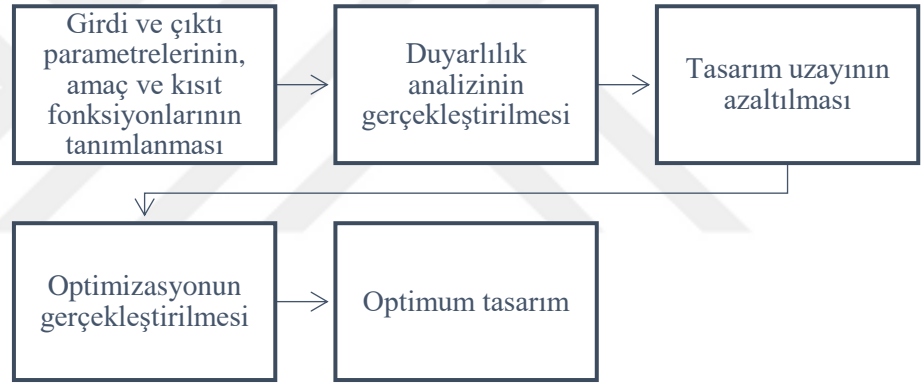 Girdi ve çıktı
parametrelerinin,
amaç ve kısıt
fonksiyonlarının
tanımlanması
Duyarlılık
analizinin
gerçekleştirilmesi
Tasarım uzayının
azaltılması
Optimizasyonun
gerçekleştirilmesi
Optimum tasarım